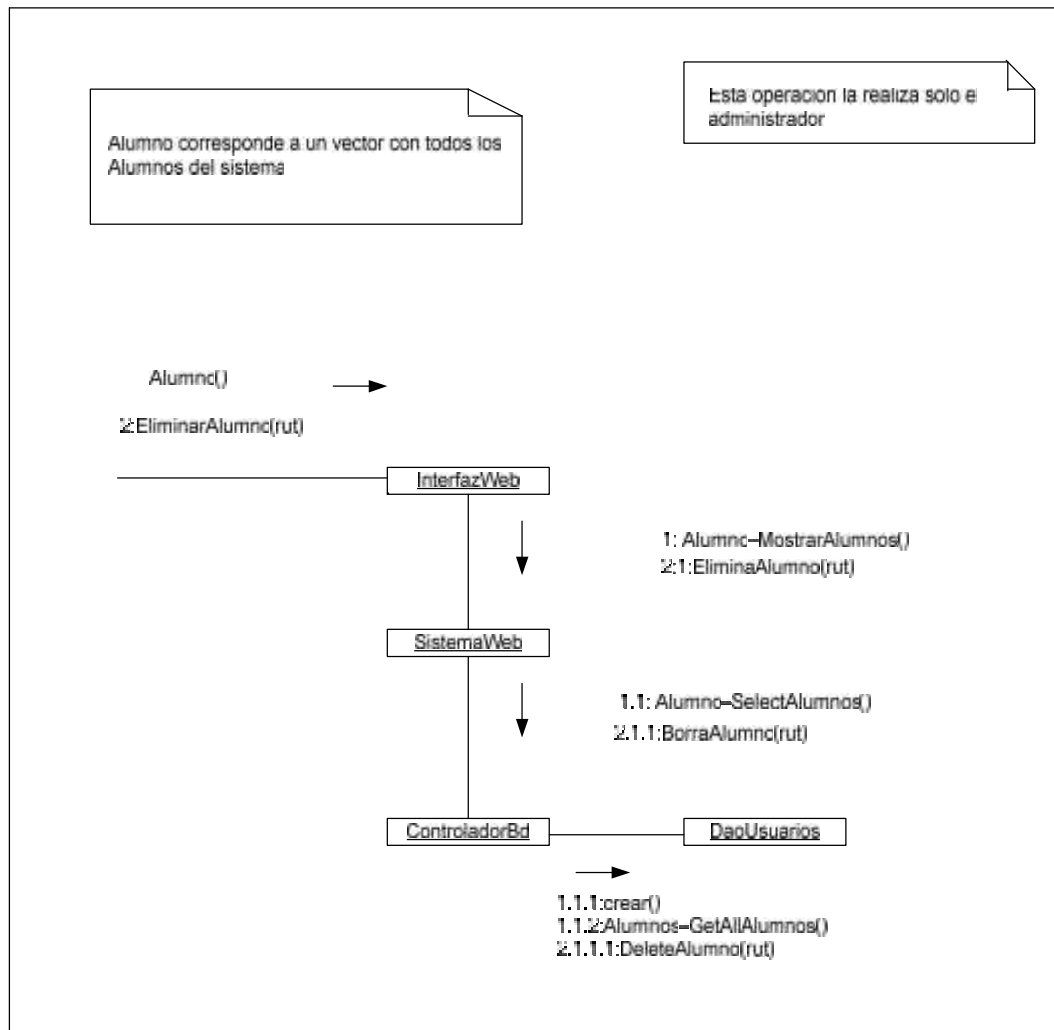 Esta operacion la realiza solo el
administrador
Alumno corresponde a un vector con todos los
Alumnos del sistema
Alumno()
2:EliminarAlumno(rut)
InterfazWeb
1: Alumno=MostrarAlumnos()
2:1:EliminaAlumno(rut)
SistemaWeb
1.1: Alumno=SelectAlumnos()
2.1.1:BorraAlumno(rut)
ControladorBd
DaoUsuarios
1.1.1:crear()
1.1.2:Alumnos=GetAllAlumnos()
2.1.1.1:DeleteAlumno(rut)